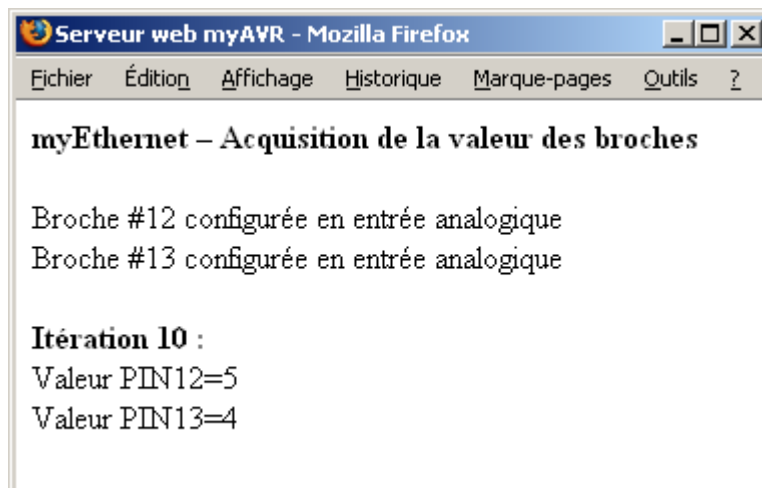 Serveur web myAVR - Mozilla Firefox
Fichier Édition Affichage Historique Marque-pages Outils ?
myEthernet – Acquisition de la valeur des broches
Broche #12 configurée en entrée analogique
Broche #13 configurée en entrée analogique
Itération 10 :
Valeur PIN12=5
Valeur PIN13=4